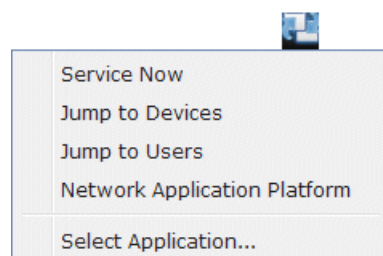 Service Now
Jump to Devices
Jump to Users
Network Application Platform
Select Application...